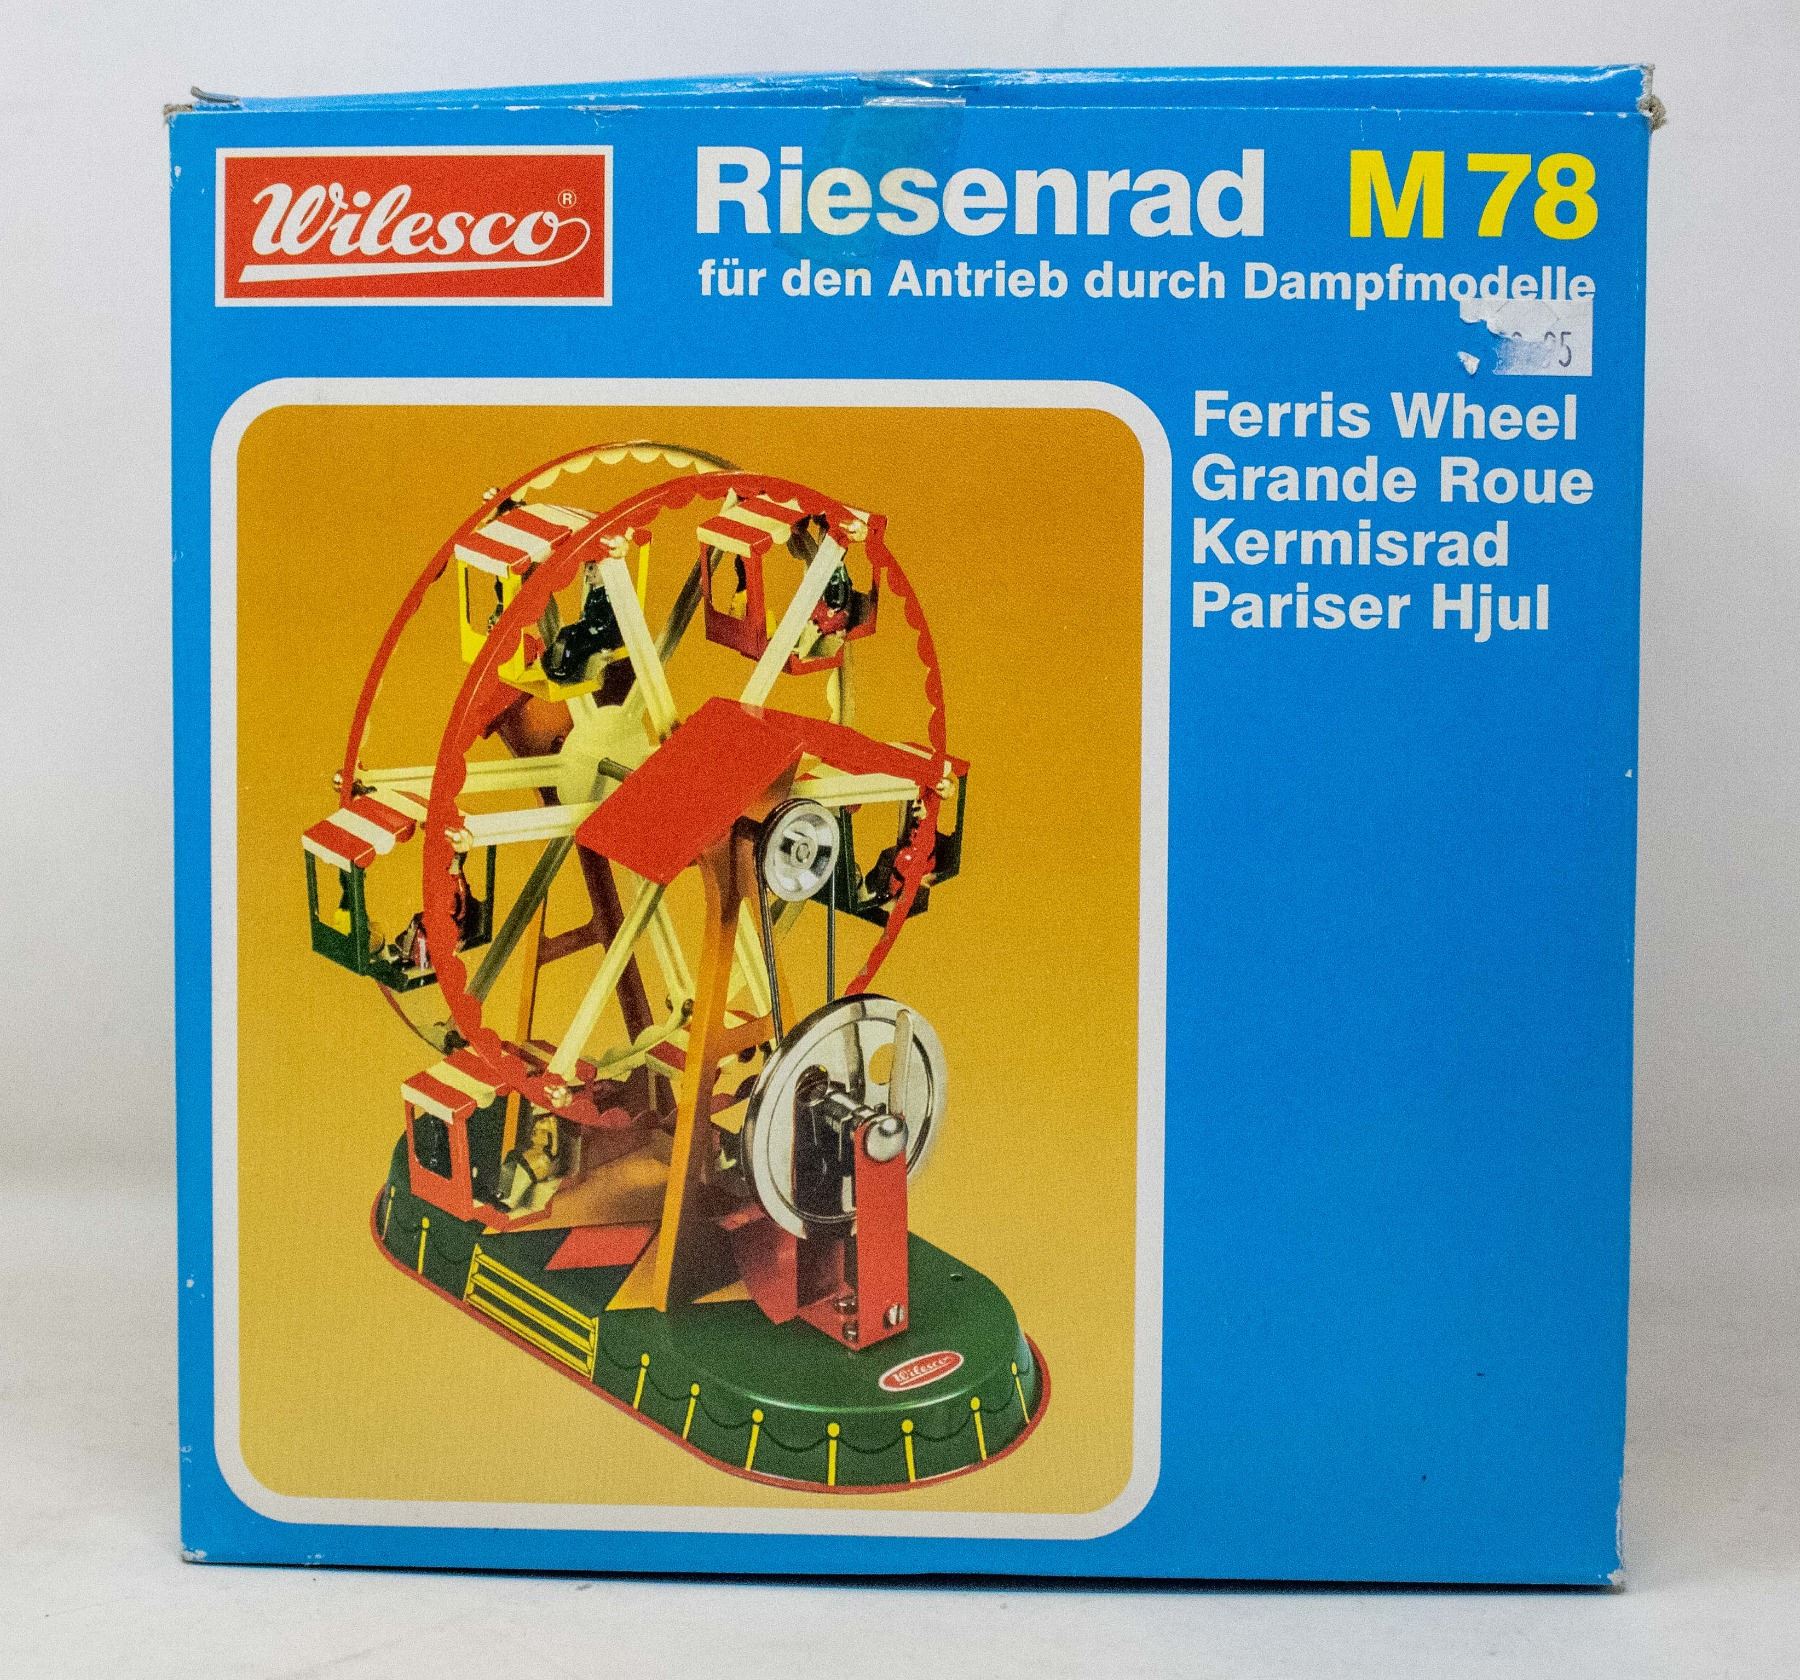 Wilesco ®
Riesenrad M 78
für den Antrieb durch Dampfmodelle
Ferris Wheel
Grande Roue
Kermisrad
Pariser Hjul
Wilesco